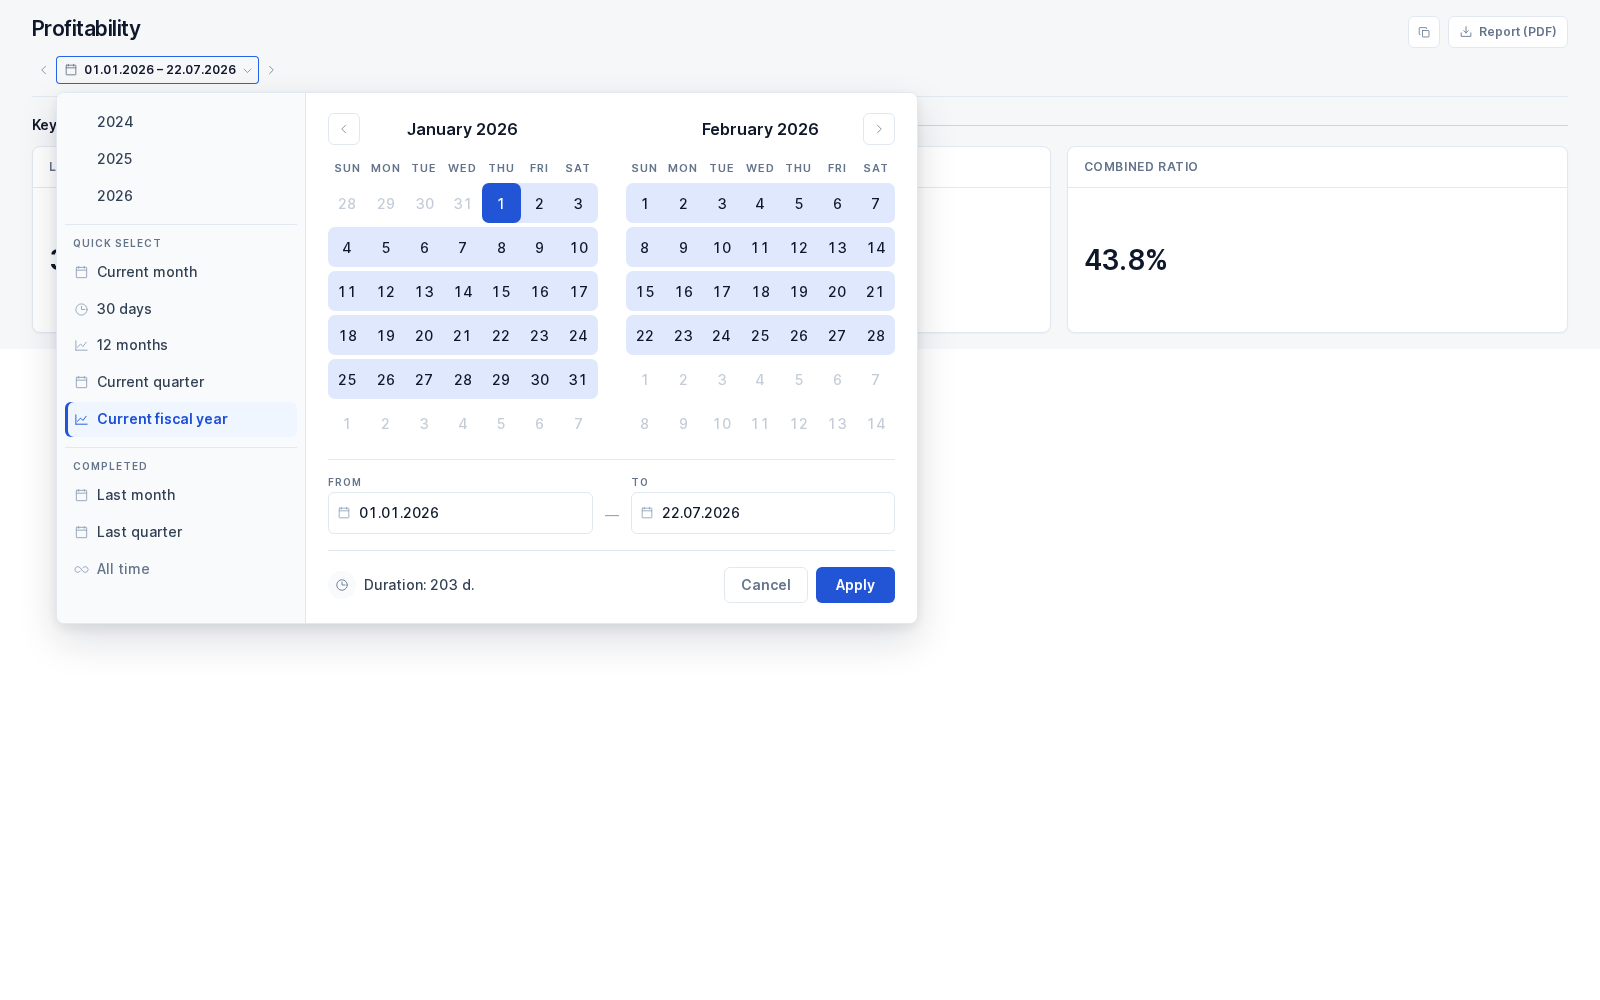 Profitability
Report (PDF)
01.01.2026 – 22.07.2026
Key
COMBINED RATIO
43.8%
2024
2025
2026
QUICK SELECT
Current month
30 days
12 months
Current quarter
Current fiscal year
COMPLETED
Last month
Last quarter
All time
January 2026
SUN MON TUE WED THU FRI SAT
28 29 30 31 1 2 3
4 5 6 7 8 9 10
11 12 13 14 15 16 17
18 19 20 21 22 23 24
25 26 27 28 29 30 31
1 2 3 4 5 6 7
February 2026
SUN MON TUE WED THU FRI SAT
1 2 3 4 5 6 7
8 9 10 11 12 13 14
15 16 17 18 19 20 21
22 23 24 25 26 27 28
1 2 3 4 5 6 7
8 9 10 11 12 13 14
FROM
01.01.2026
—
TO
22.07.2026
Duration: 203 d.
Cancel
Apply